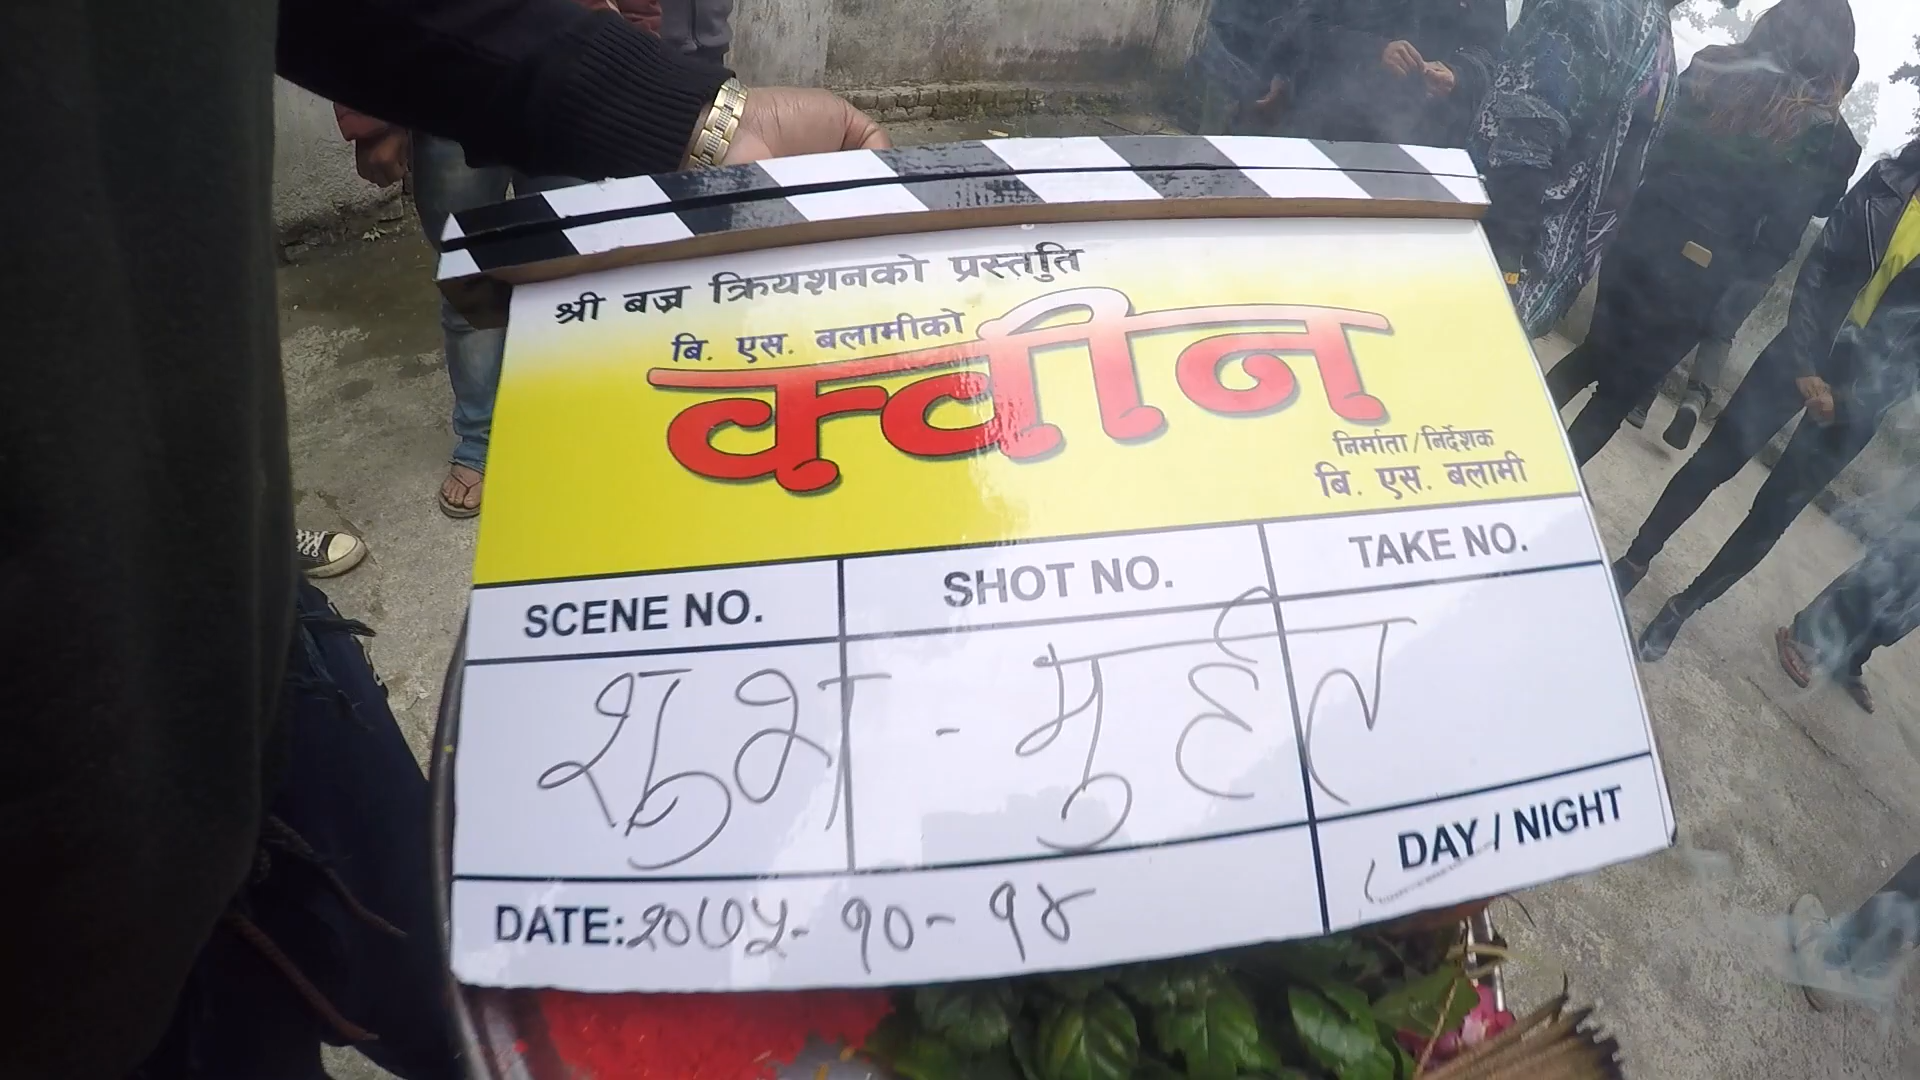 श्री बज्र क्रियशनको प्रस्तुति
बि. एस. बलामीको
क्वीन
निर्माता/निर्देशक
बि. एस. बलामी
SCENE NO.
SHOT NO.
TAKE NO.
शुभ - मुर्हत
DATE: २०७५-१०-१४
DAY / NIGHT